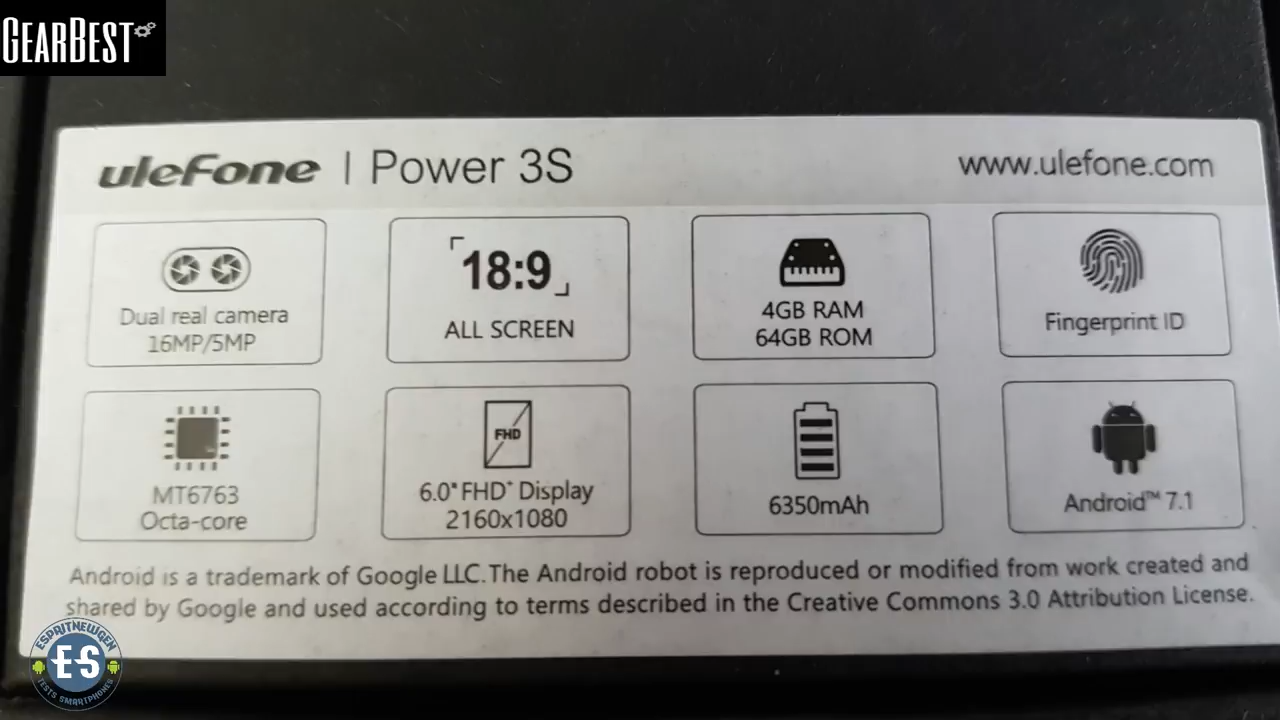 GEARBEST
uleFone | Power 3S
www.ulefone.com
Dual real camera
16MP/5MP
18:9
ALL SCREEN
4GB RAM
64GB ROM
Fingerprint ID
MT6763
Octa-core
FHD
6.0" FHD+ Display
2160x1080
6350mAh
Android™ 7.1
Android is a trademark of Google LLC.The Android robot is reproduced or modified from work created and
shared by Google and used according to terms described in the Creative Commons 3.0 Attribution License.
ESPRITNEWGEN
ES
TESTS SMARTPHONES